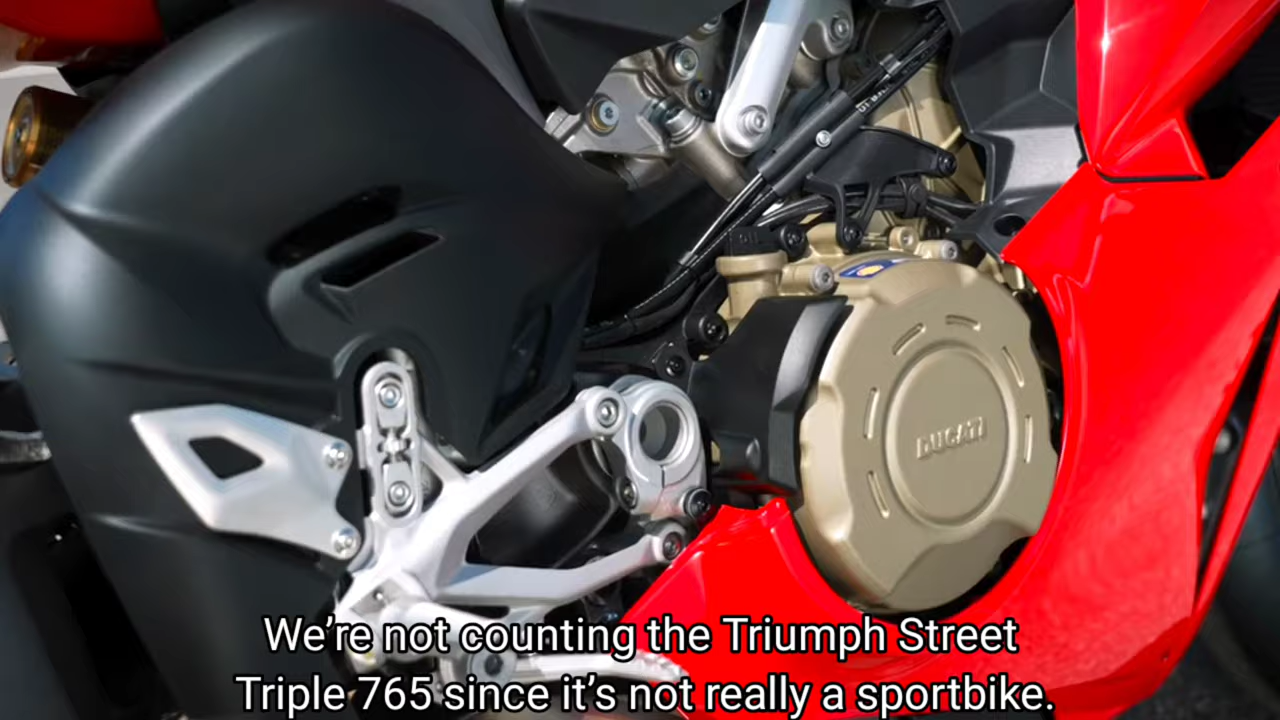 DUCATI
We're not counting the Triumph Street
Triple 765 since it's not really a sportbike.